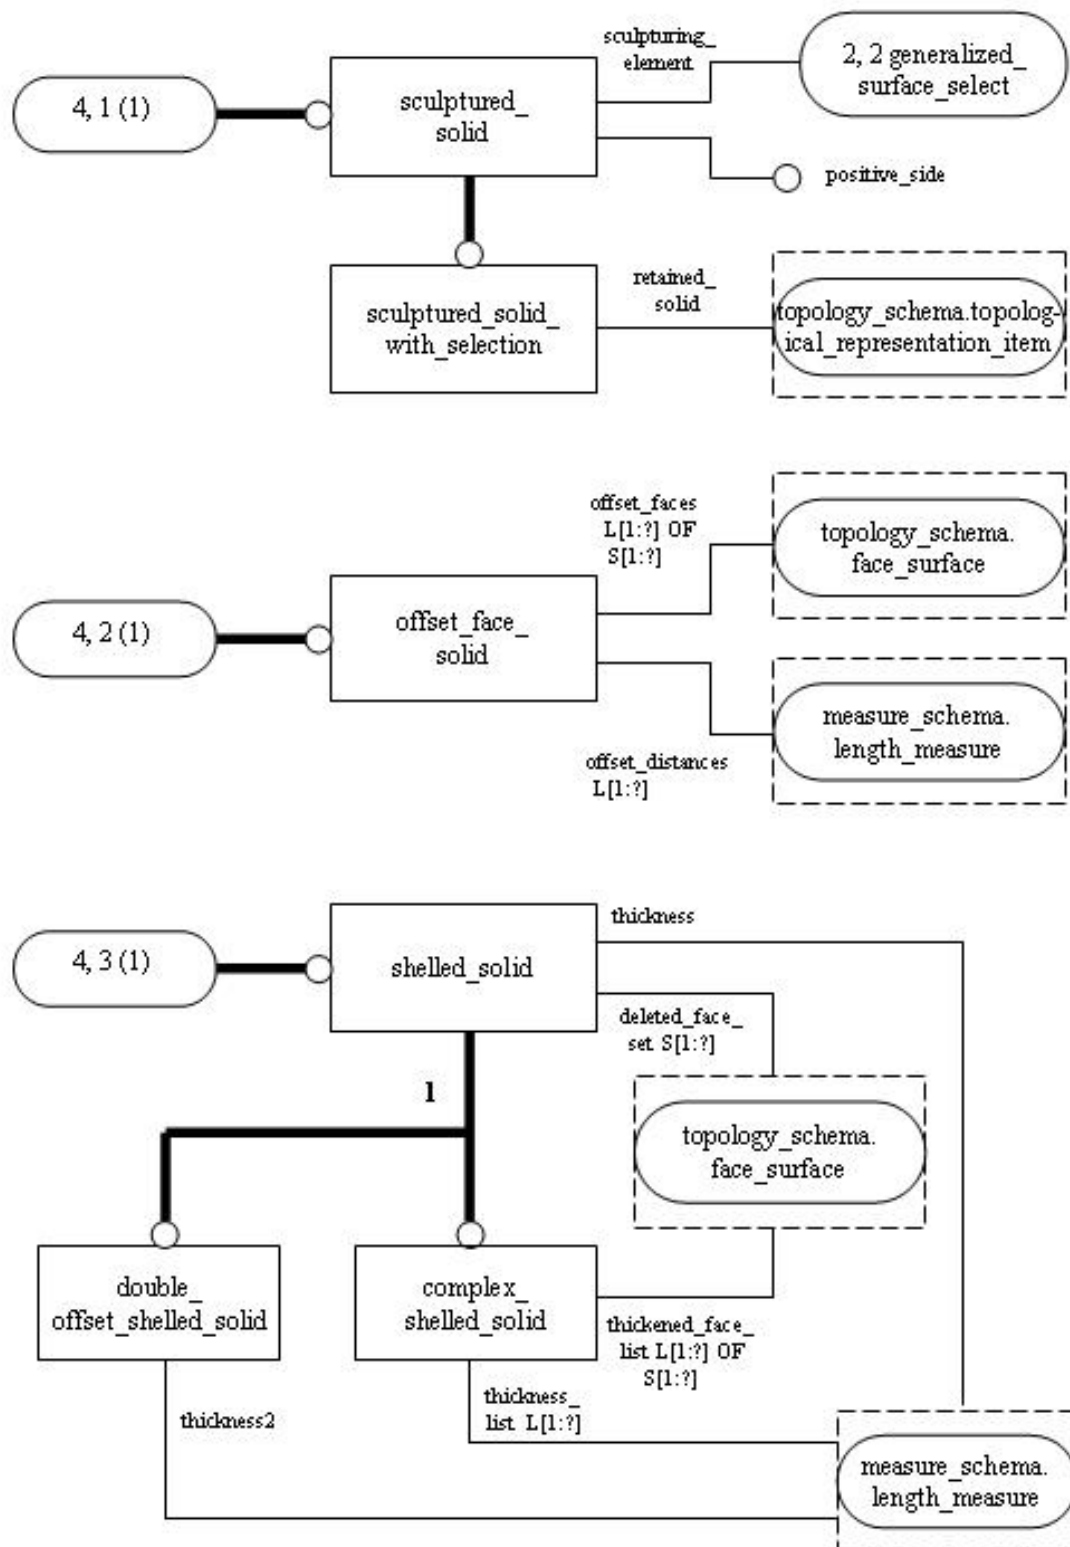 sculpturing_
element
2, 2 generalized_
surface_select
4, 1 (1)
sculptured_
solid
positive_side
retained_
solid
sculptured_solid_
with_selection
topology_schema.topolog-
ical_representation_item
offset_faces
L[1:?] OF
S[1:?]
topology_schema.
face_surface
4, 2 (1)
offset_face_
solid
measure_schema.
length_measure
offset_distances
L[1:?]
thickness
4, 3 (1)
shelled_solid
deleted_face_
set S[1:?]
1
topology_schema.
face_surface
double_
offset_shelled_solid
complex_
shelled_solid
thickened_face_
list L[1:?] OF
S[1:?]
thickness_
list L[1:?]
thickness2
measure_schema.
length_measure